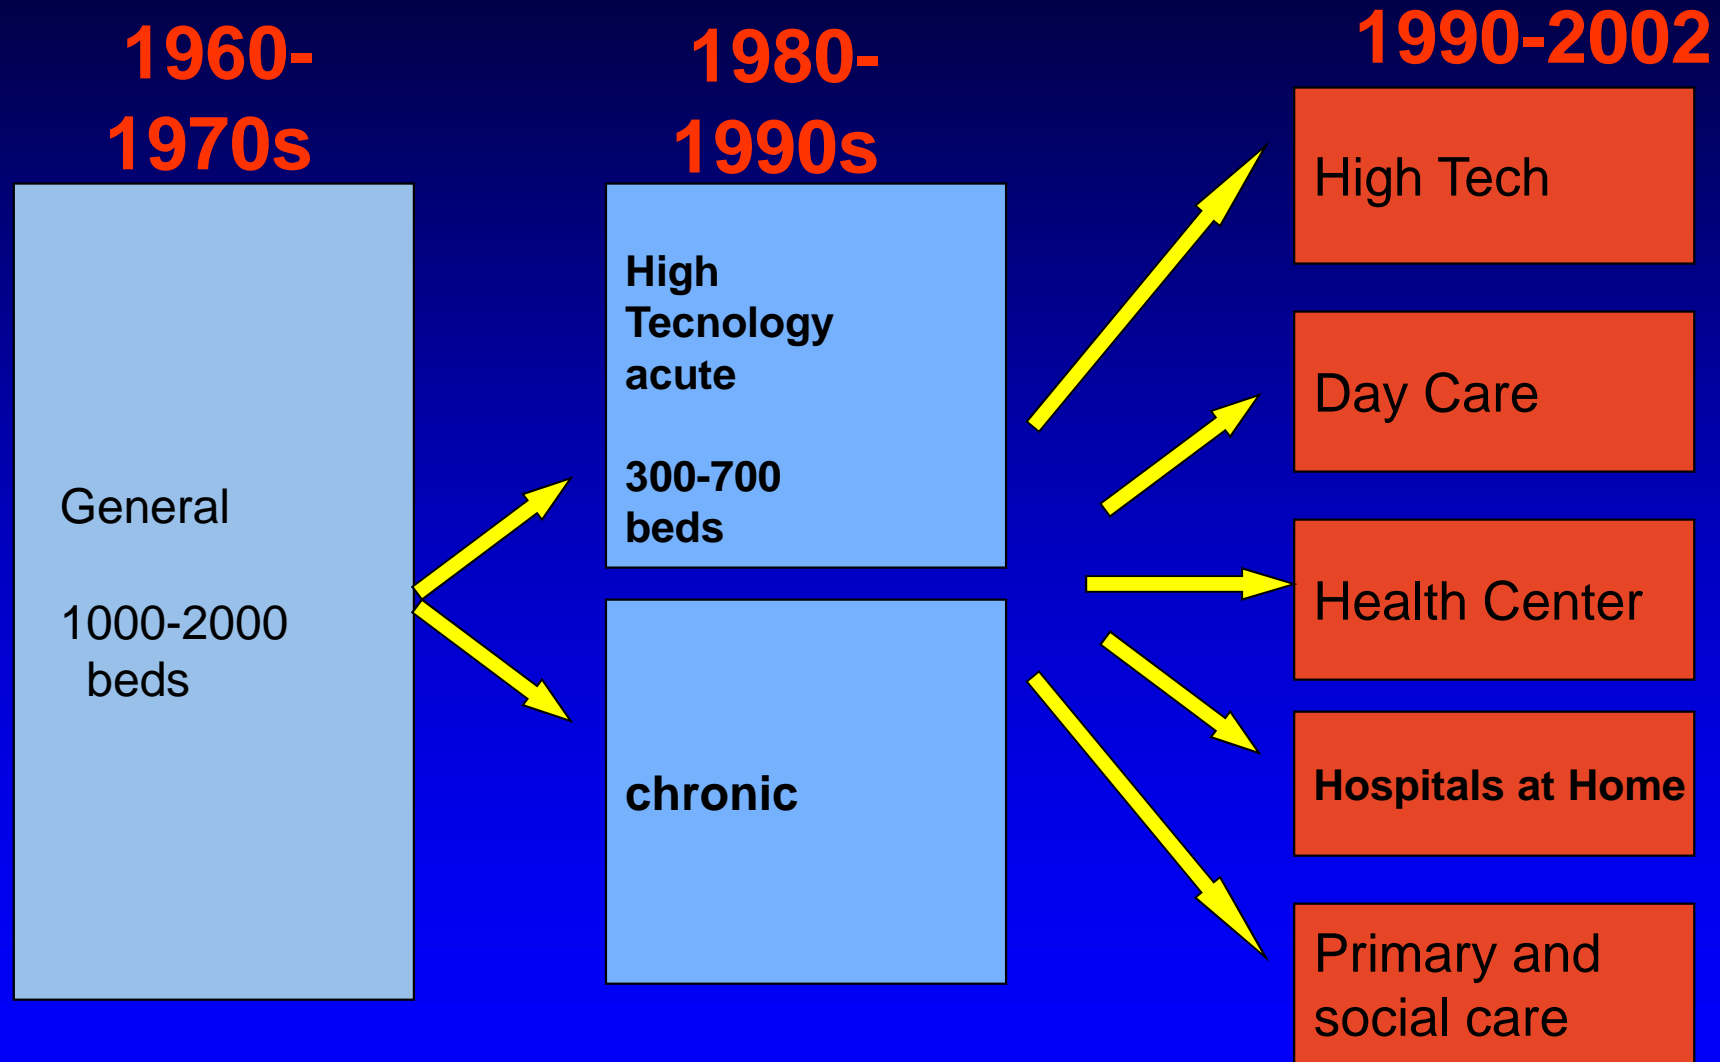 1960-
1970s
General
1000-2000
beds
1980-
1990s
High
Tecnology
acute
300-700
beds
chronic
1990-2002
High Tech
Day Care
Health Center
Hospitals at Home
Primary and
social care